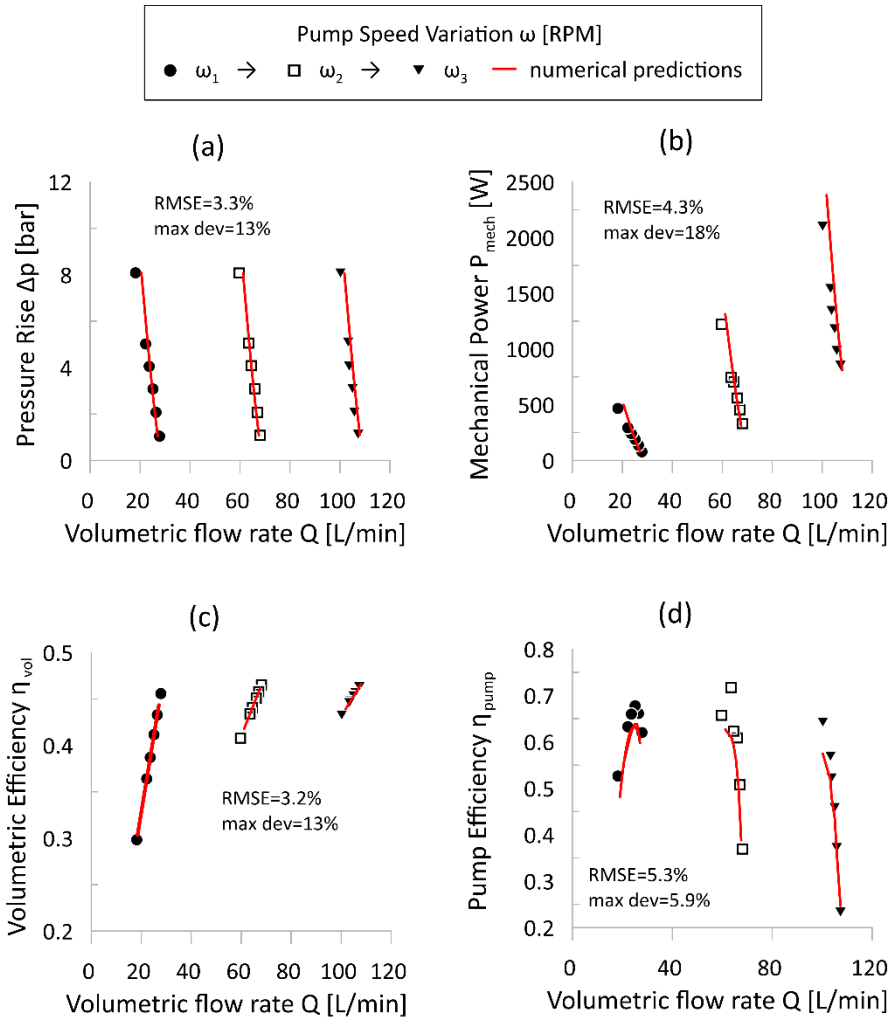 Pump Speed Variation ω [RPM]
ω1 → ω2 → ω3 numerical predictions
(a)
Pressure Rise Δp [bar]
12
8
4
0
RMSE=3.3%
max dev=13%
0 20 40 60 80 100 120
Volumetric flow rate Q [L/min]
(b)
Mechanical Power Pmech [W]
2500
2250
1250
1000
500
0
RMSE=4.3%
max dev=18%
0 20 40 60 80 100 120
Volumetric flow rate Q [L/min]
(c)
Volumetric Efficiency ηvol
0.5
0.4
0.3
0.2
RMSE=3.2%
max dev=13%
0 20 40 60 80 100 120
Volumetric flow rate Q [L/min]
(d)
Pump Efficiency ηpump
0.8
0.7
0.6
0.5
0.4
0.3
0.2
RMSE=5.3%
max dev=5.9%
0 40 80 120
Volumetric flow rate Q [L/min]